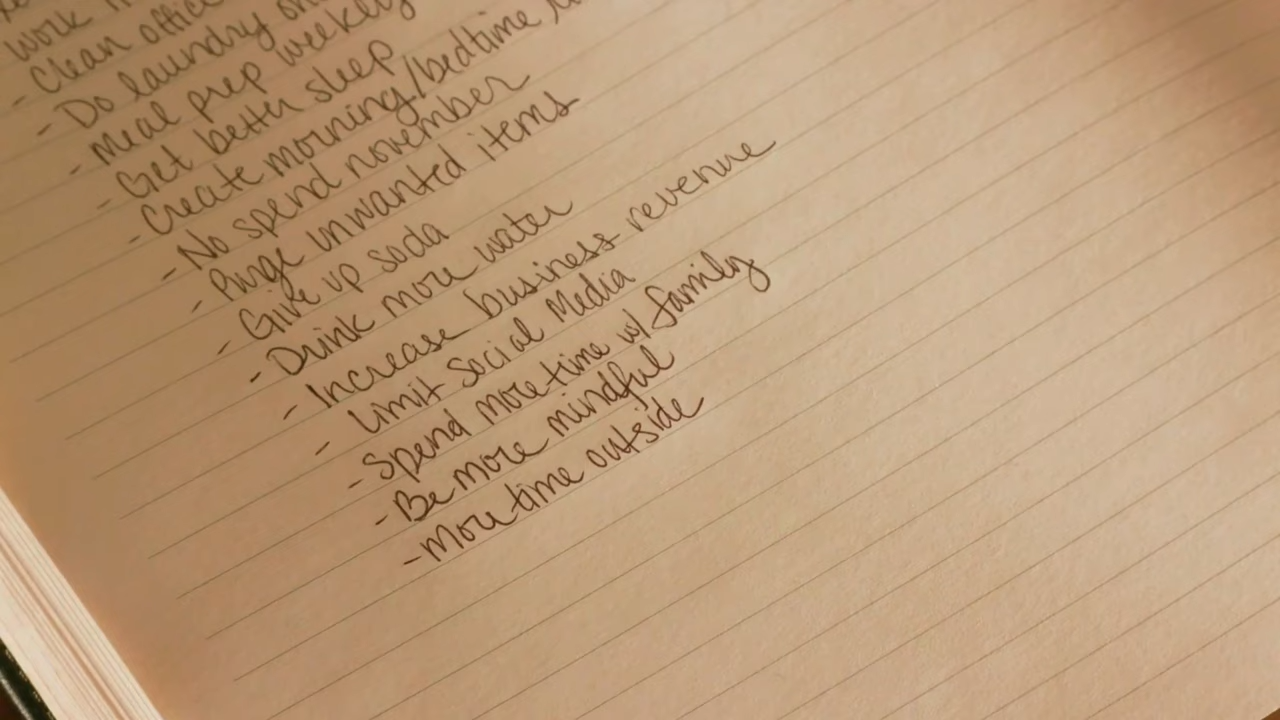 Work
- Clean office
- Do laundry
- Meal prep weekly
- Get better sleep
- Create morning/bedtime
- No spend november
- Purge unwanted items
- Give up soda
- Drink more water
- Increase business revenue
- Limit Social Media
- Spend more time w/ family
- Be more mindful
- More time outside